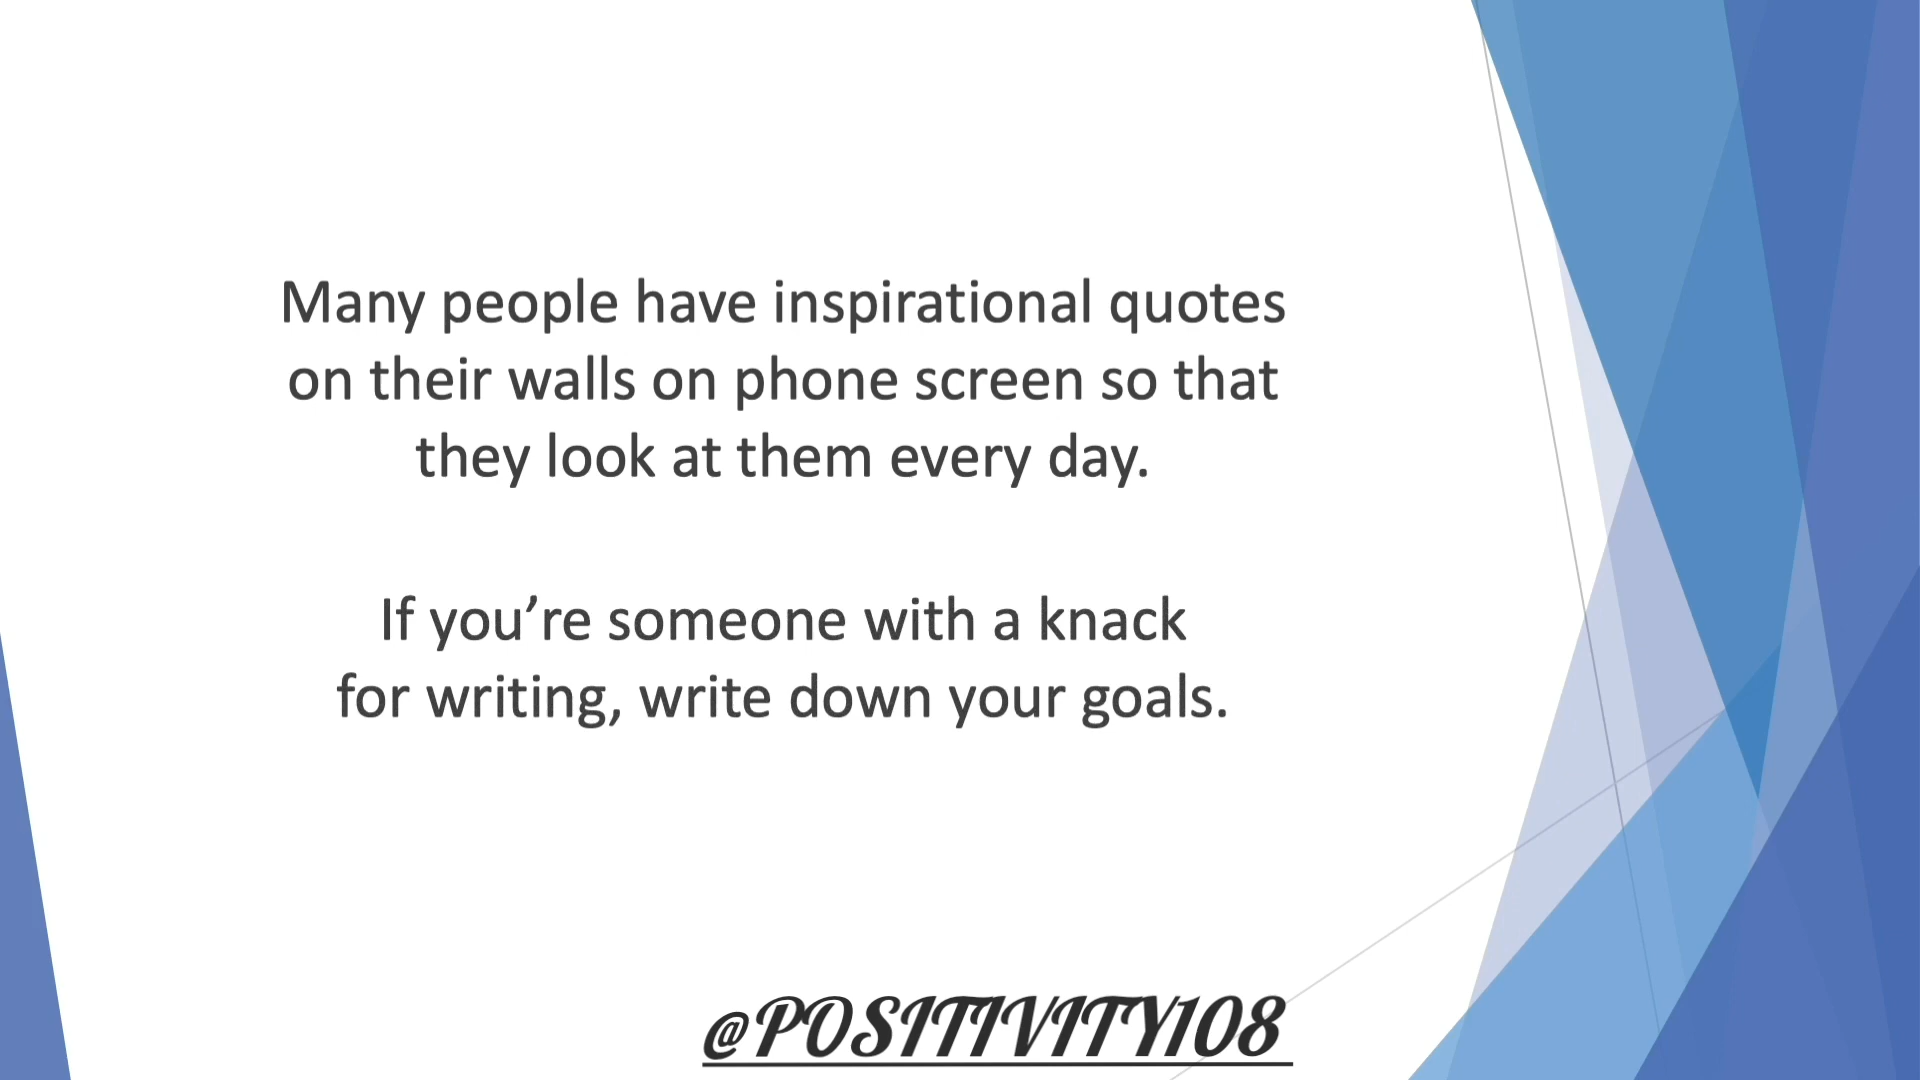 Many people have inspirational quotes
on their walls on phone screen so that
they look at them every day.
If you’re someone with a knack
for writing, write down your goals.
@POSITIVITY108